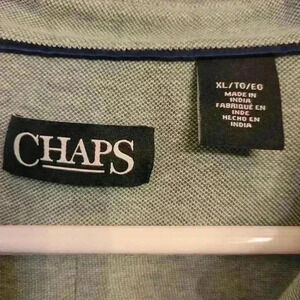 CHAPS
XL/TG/EG
MADE IN
INDIA
FABRIQUÉ EN
INDE
HECHO EN
INDIA